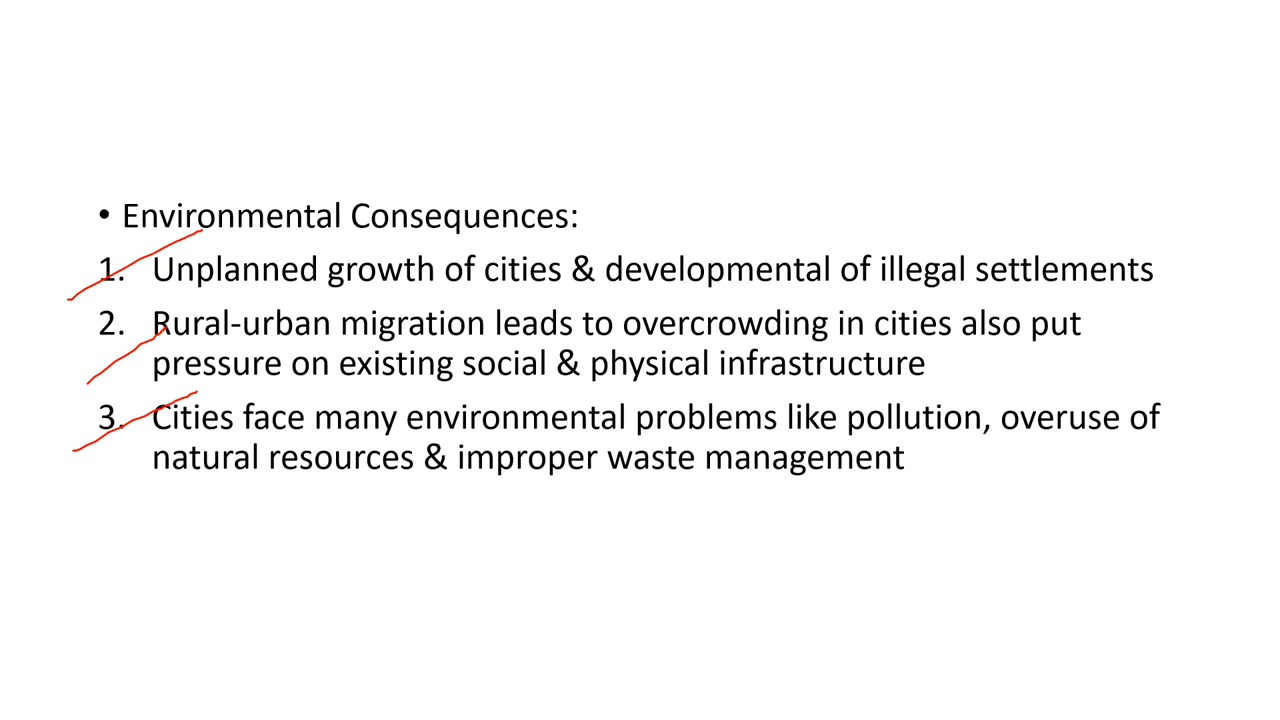 • Environmental Consequences:
1. Unplanned growth of cities & developmental of illegal settlements
2. Rural-urban migration leads to overcrowding in cities also put
pressure on existing social & physical infrastructure
3. Cities face many environmental problems like pollution, overuse of
natural resources & improper waste management